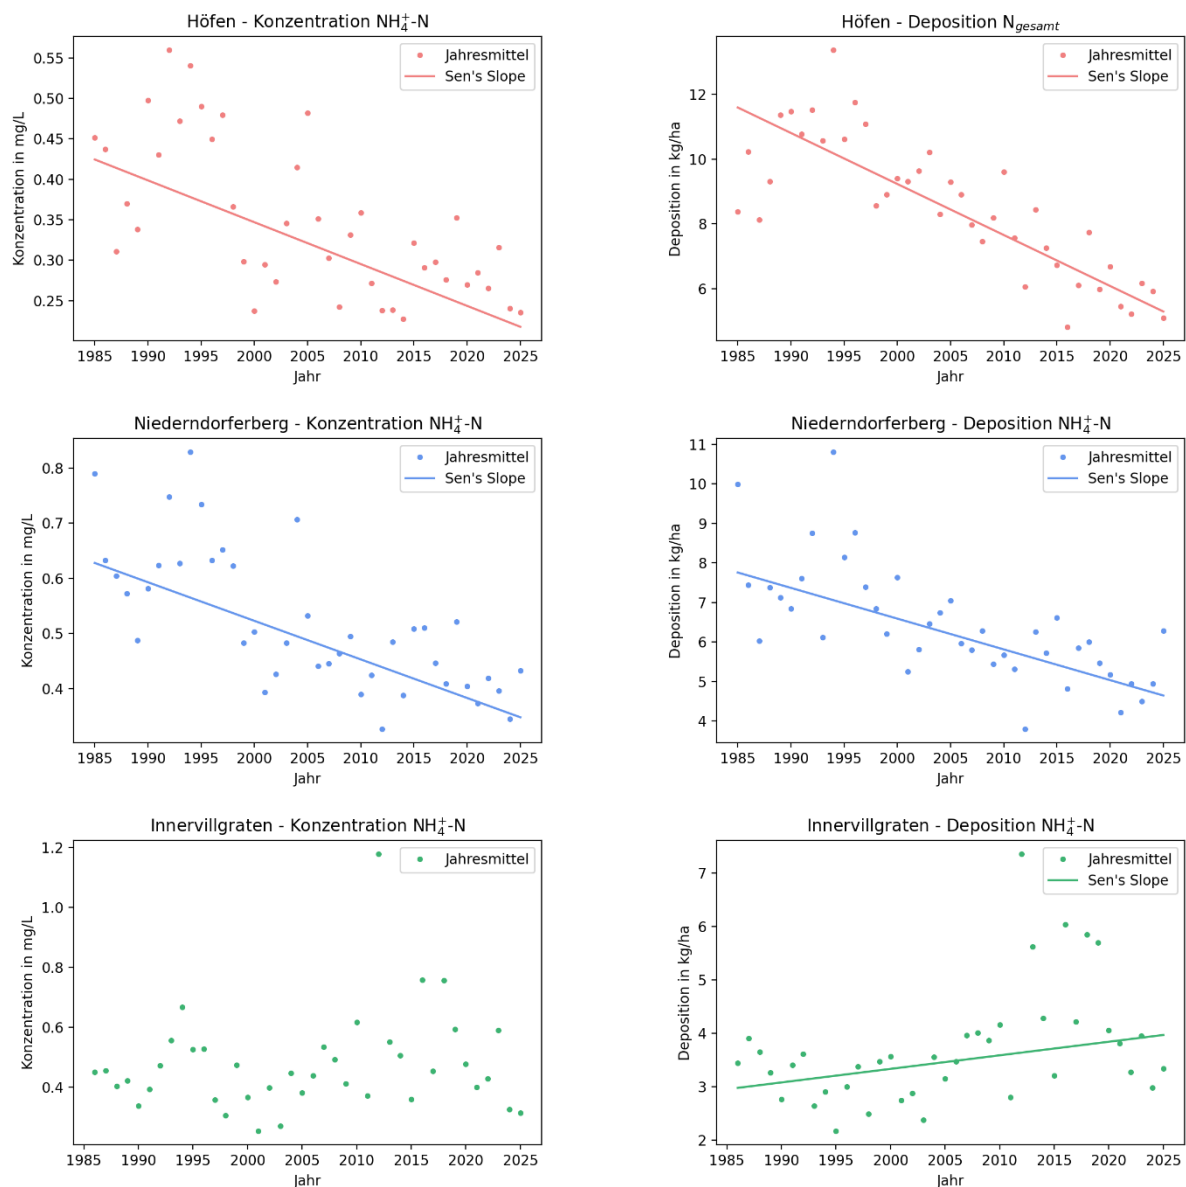 Höfen - Konzentration NH₄⁺-N
Konzentration in mg/L
0.55
0.50
0.45
0.40
0.35
0.30
0.25
Jahresmittel
Sen's Slope
1985 1990 1995 2000 2005 2010 2015 2020 2025
Jahr
Höfen - Deposition N_gesamt
Deposition in kg/ha
12
10
8
6
Jahresmittel
Sen's Slope
1985 1990 1995 2000 2005 2010 2015 2020 2025
Jahr
Niederndorferberg - Konzentration NH₄⁺-N
Konzentration in mg/L
0.8
0.7
0.6
0.5
0.4
Jahresmittel
Sen's Slope
1985 1990 1995 2000 2005 2010 2015 2020 2025
Jahr
Niederndorferberg - Deposition NH₄⁺-N
Deposition in kg/ha
11
10
9
8
7
6
5
4
Jahresmittel
Sen's Slope
1985 1990 1995 2000 2005 2010 2015 2020 2025
Jahr
Innervillgraten - Konzentration NH₄⁺-N
Konzentration in mg/L
1.2
1.0
0.8
0.6
0.4
Jahresmittel
1985 1990 1995 2000 2005 2010 2015 2020 2025
Jahr
Innervillgraten - Deposition NH₄⁺-N
Deposition in kg/ha
7
6
5
4
3
2
Jahresmittel
Sen's Slope
1985 1990 1995 2000 2005 2010 2015 2020 2025
Jahr